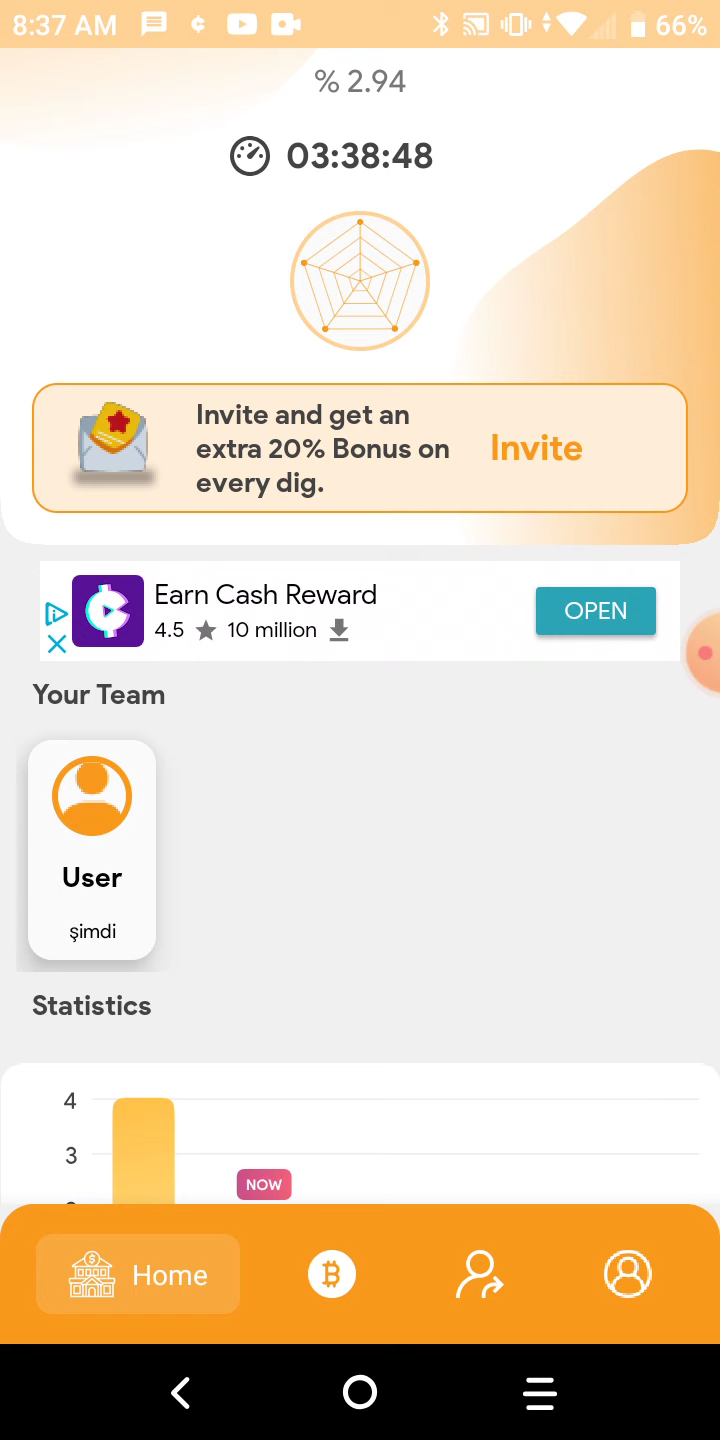 8:37 AM 66%
% 2.94
03:38:48
Invite and get an
extra 20% Bonus on
every dig.
Invite
Earn Cash Reward
4.5 10 million
OPEN
Your Team
User
şimdi
Statistics
4
3
NOW
Home